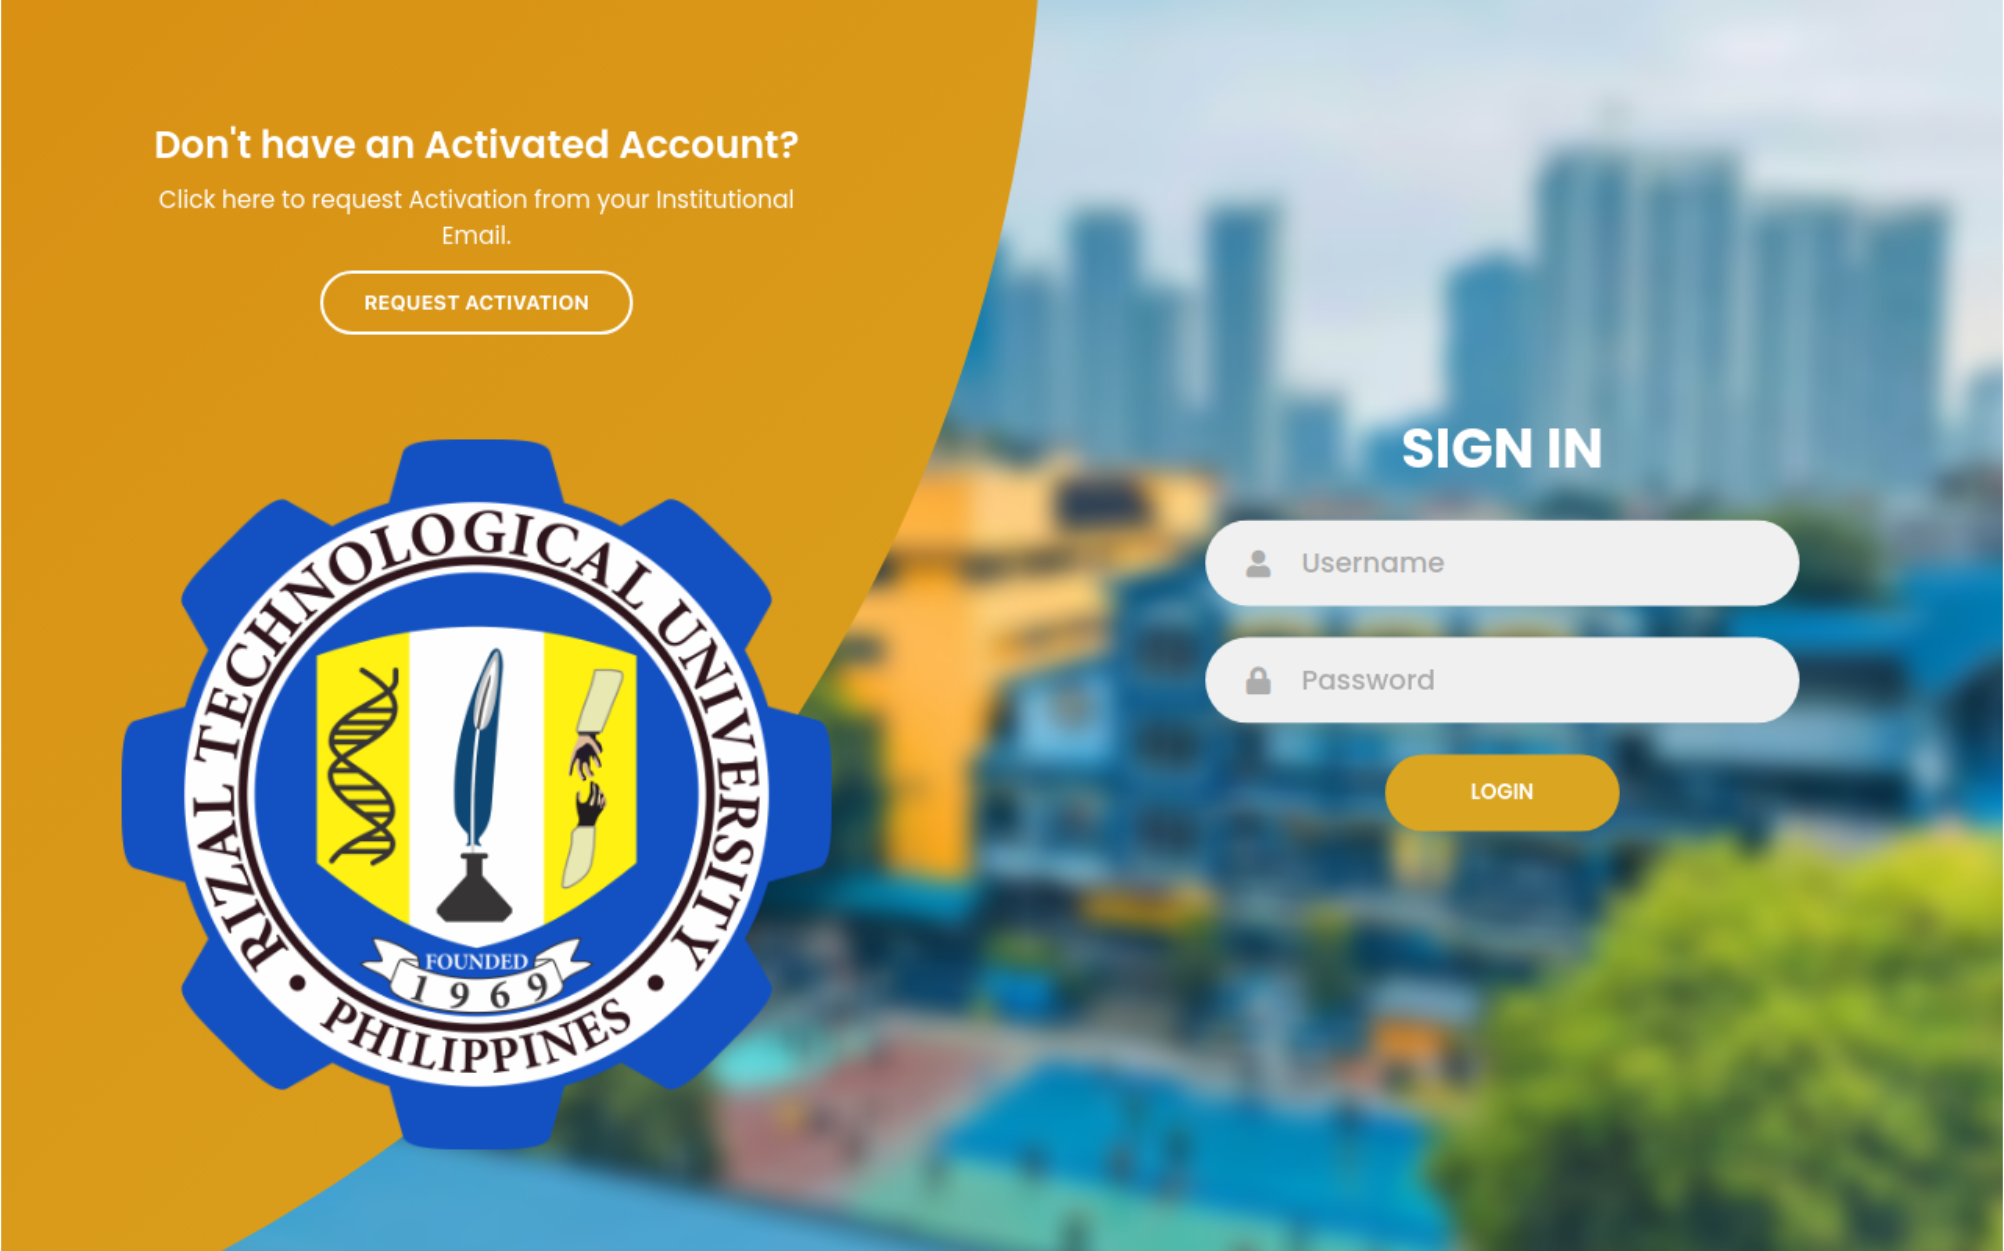 Don't have an Activated Account?
Click here to request Activation from your Institutional
Email.
REQUEST ACTIVATION
RIZAL TECHNOLOGICAL UNIVERSITY
FOUNDED
1969
• PHILIPPINES •
SIGN IN
Username
Password
LOGIN